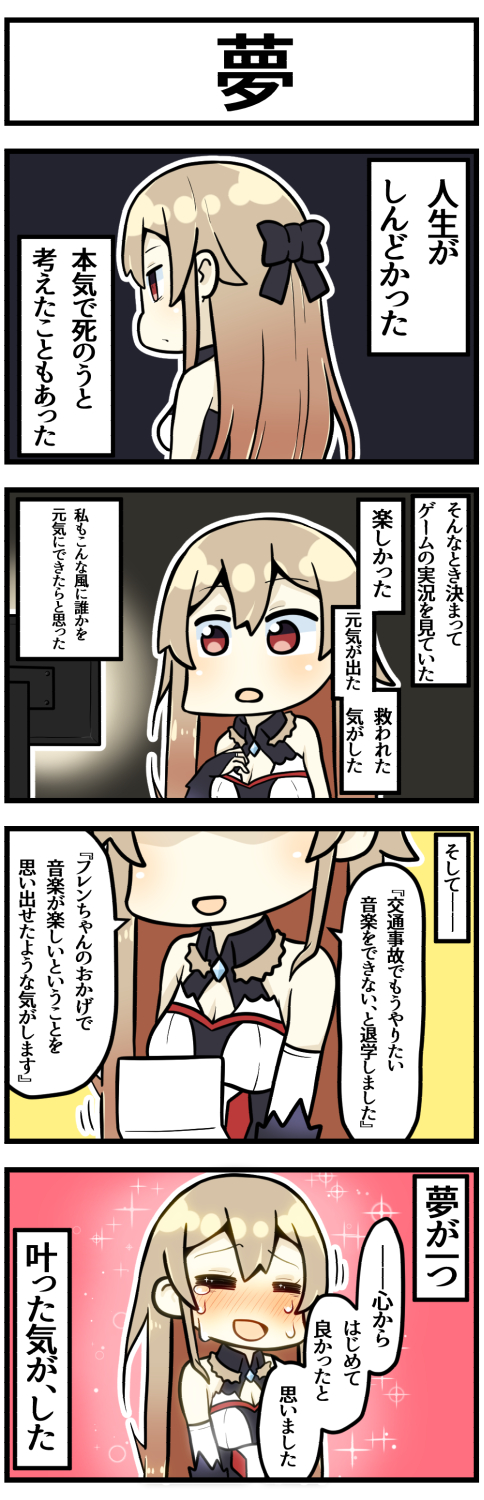 夢
人生が
しんどかった
本気で死のうと
考えたこともあった
そんなとき決まって
ゲームの実況を見ていた
楽しかった
元気が出た
救われた
気がした
私もこんな風に誰かを
元気にできたらと思った
そして――
『交通事故でもうやりたい
音楽をできない、と退学しました』
『フレンちゃんのおかげで
音楽が楽しいということを
思い出せたような気がします』
夢が一つ
――心から
はじめて
良かったと
思いました
叶った気が、した